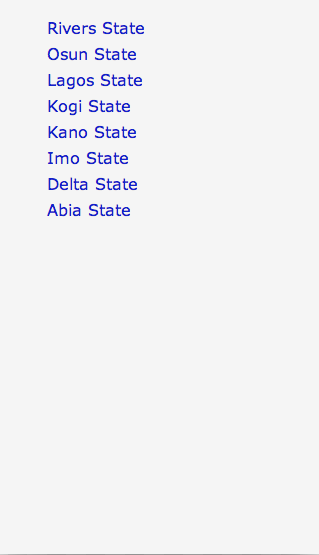 Rivers State
Osun State
Lagos State
Kogi State
Kano State
Imo State
Delta State
Abia State